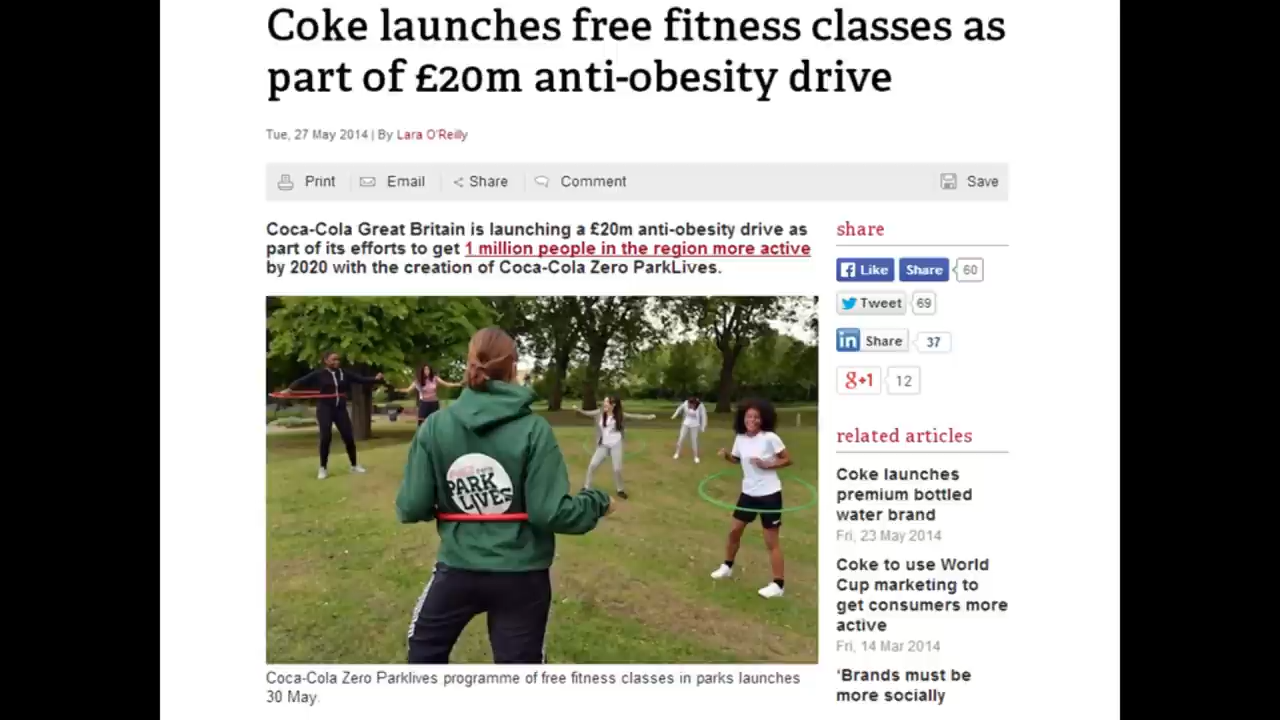 Coke launches free fitness classes as
part of £20m anti-obesity drive
Tue, 27 May 2014 | By Lara O'Reilly
Print Email Share Comment Save
Coca-Cola Great Britain is launching a £20m anti-obesity drive as
part of its efforts to get 1 million people in the region more active
by 2020 with the creation of Coca-Cola Zero ParkLives.
PARK
LIVES
Coca-Cola Zero Parklives programme of free fitness classes in parks launches
30 May.
share
Like Share 60
Tweet 69
in Share 37
g+1 12
related articles
Coke launches
premium bottled
water brand
Fri, 23 May 2014
Coke to use World
Cup marketing to
get consumers more
active
Fri, 14 Mar 2014
‘Brands must be
more socially